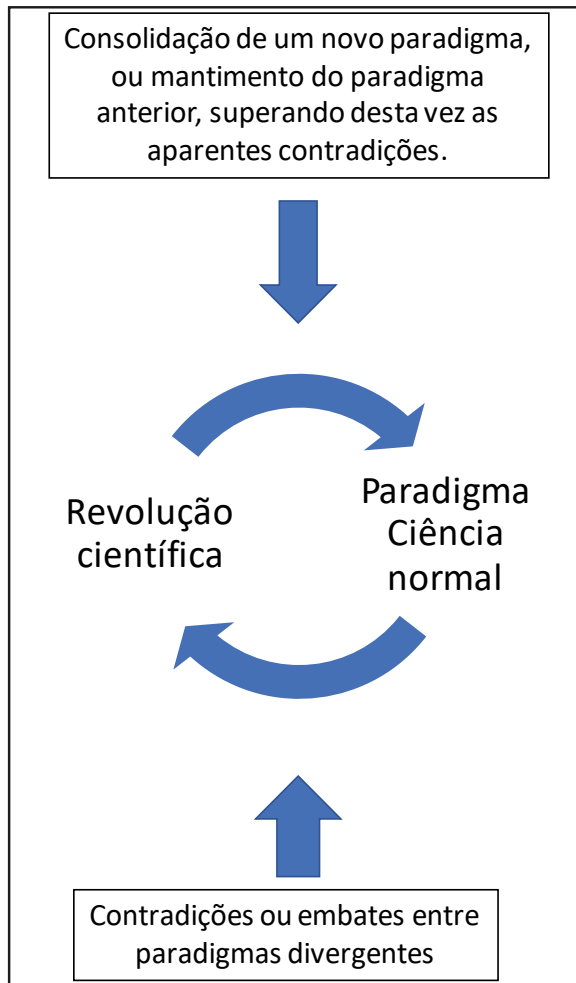 Consolidação de um novo paradigma,
ou mantimento do paradigma
anterior, superando desta vez as
aparentes contradições.
Revolução
científica
Paradigma
Ciência
normal
Contradições ou embates entre
paradigmas divergentes